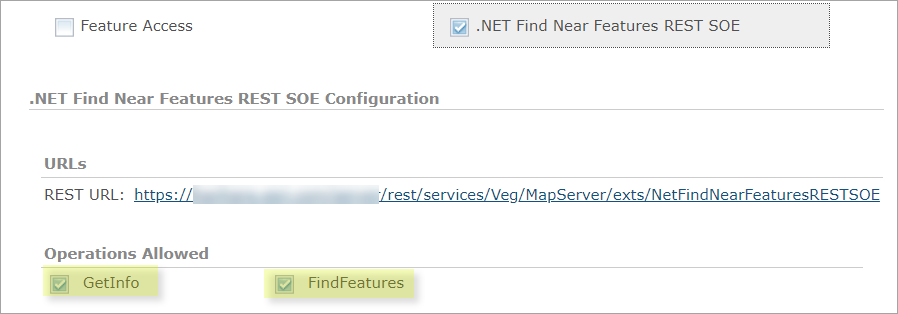 Feature Access
.NET Find Near Features REST SOE
.NET Find Near Features REST SOE Configuration
URLs
REST URL: https:// /rest/services/Veg/MapServer/exts/NetFindNearFeaturesRESTSOE
Operations Allowed
GetInfo
FindFeatures